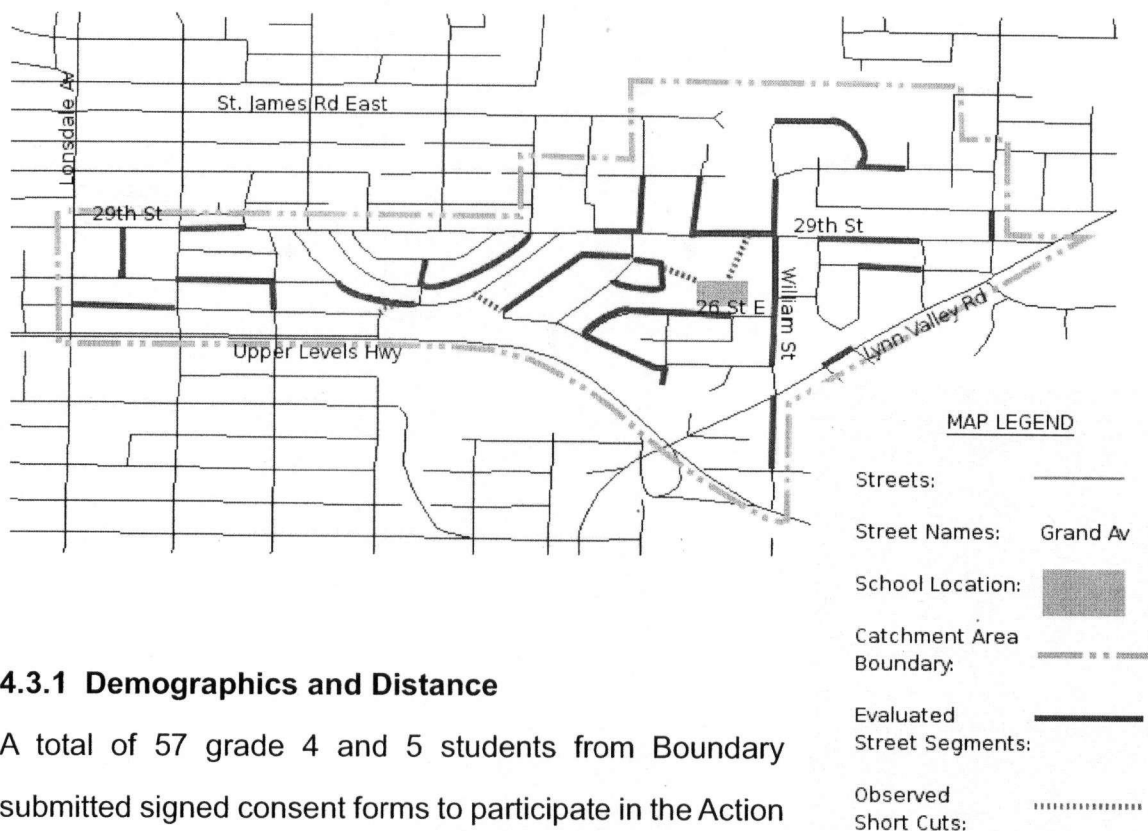 St. James Rd East
Lonsdale Av
29th St
29th St
26 St E
William St
Upper Levels Hwy
Lynn Valley Rd
MAP LEGEND
Streets:
Street Names: Grand Av
School Location:
Catchment Area
Boundary:
Evaluated
Street Segments:
Observed
Short Cuts:
4.3.1 Demographics and Distance
A total of 57 grade 4 and 5 students from Boundary
submitted signed consent forms to participate in the Action